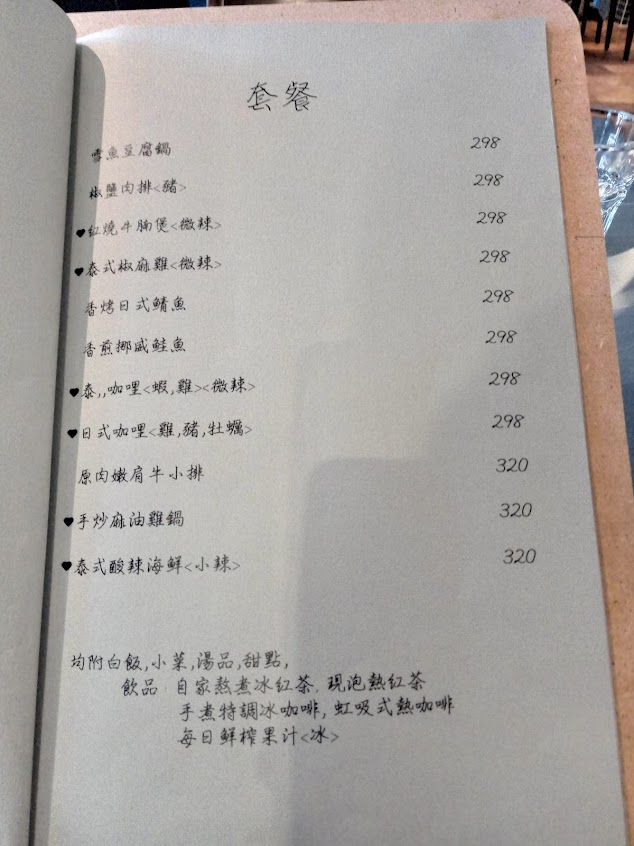 套餐
雪魚豆腐鍋 298
椒鹽肉排<豬> 298
♥紅燒牛腩煲<微辣> 298
♥泰式椒麻雞<微辣> 298
香烤日式鯖魚 298
香煎挪威鮭魚 298
♥泰,,咖哩<蝦,雞><微辣> 298
♥日式咖哩<雞,豬,牡蠣> 298
原肉嫩肩牛小排 320
♥手炒麻油雞鍋 320
♥泰式酸辣海鮮<小辣> 320
均附白飯,小菜,湯品,甜點,
飲品:自家熬煮冰紅茶,現泡熱紅茶
手煮特調冰咖啡,虹吸式熱咖啡
每日鮮榨果汁<冰>